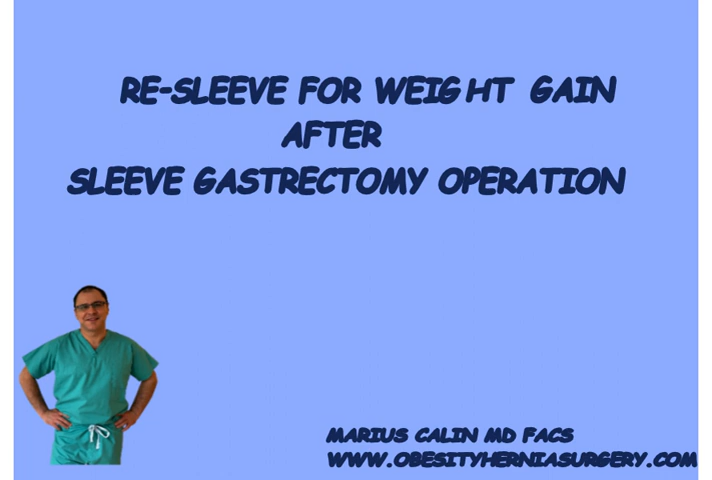 RE-SLEEVE FOR WEIGHT GAIN
AFTER
SLEEVE GASTRECTOMY OPERATION
MARIUS CALIN MD FACS
WWW.OBESITYHERNIASURGERY.COM